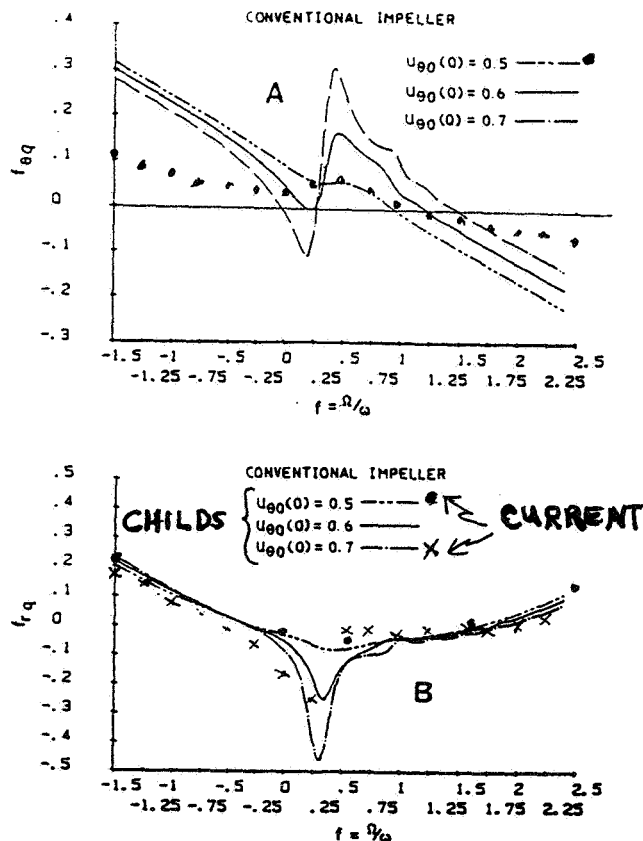 CONVENTIONAL IMPELLER
uθ0(0) = 0.5
uθ0(0) = 0.6
uθ0(0) = 0.7
A
fθq
.4
.3
.2
.1
0
-.1
-.2
-.3
-1.5 -1 -.5 0 .5 1 1.5 2 2.5
-1.25 -.75 -.25 .25 .75 1.25 1.75 2.25
f = Ω/ω
CONVENTIONAL IMPELLER
CHILDS
uθ0(0) = 0.5
uθ0(0) = 0.6
uθ0(0) = 0.7
CURRENT
B
frq
.5
.4
.3
.2
.1
0
-.1
-.2
-.3
-.4
-.5
-1.5 -1 -.5 0 .5 1 1.5 2 2.5
-1.25 -.75 -.25 .25 .75 1.25 1.75 2.25
f = Ω/ω